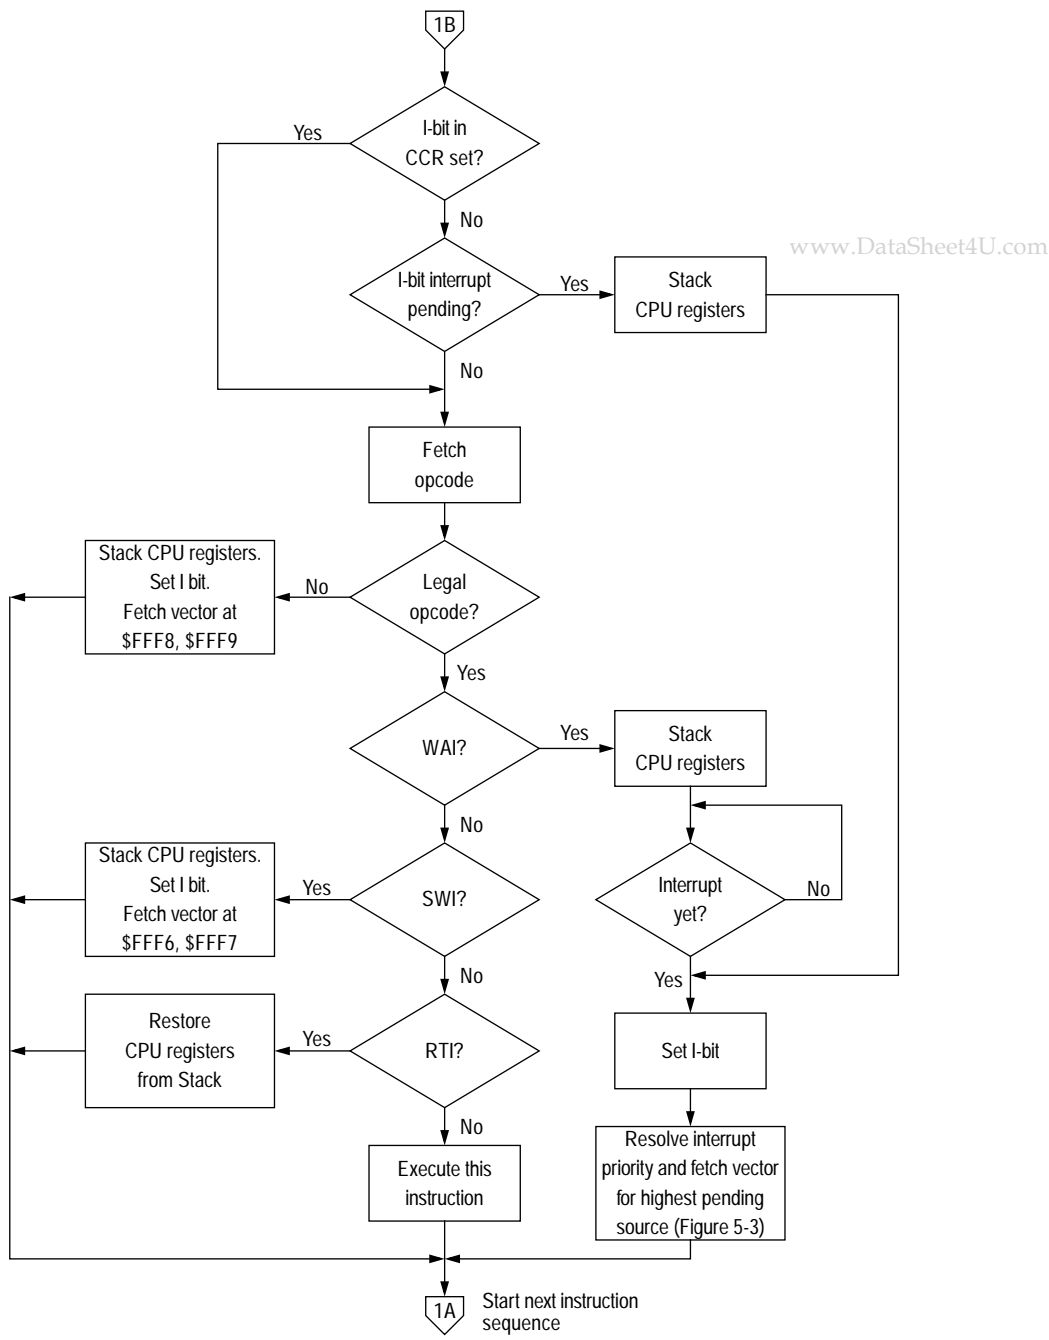 1B
I-bit in
CCR set?
Yes
No
www.DataSheet4U.com
I-bit interrupt
pending?
Yes
Stack
CPU registers
No
Fetch
opcode
Legal
opcode?
No
Stack CPU registers.
Set I bit.
Fetch vector at
$FFF8, $FFF9
Yes
WAI?
Yes
Stack
CPU registers
No
Stack CPU registers.
Set I bit.
Fetch vector at
$FFF6, $FFF7
Yes
SWI?
Interrupt
yet?
No
No
Yes
Restore
CPU registers
from Stack
Yes
RTI?
Set I-bit
No
Execute this
instruction
Resolve interrupt
priority and fetch vector
for highest pending
source (Figure 5-3)
1A
Start next instruction
sequence